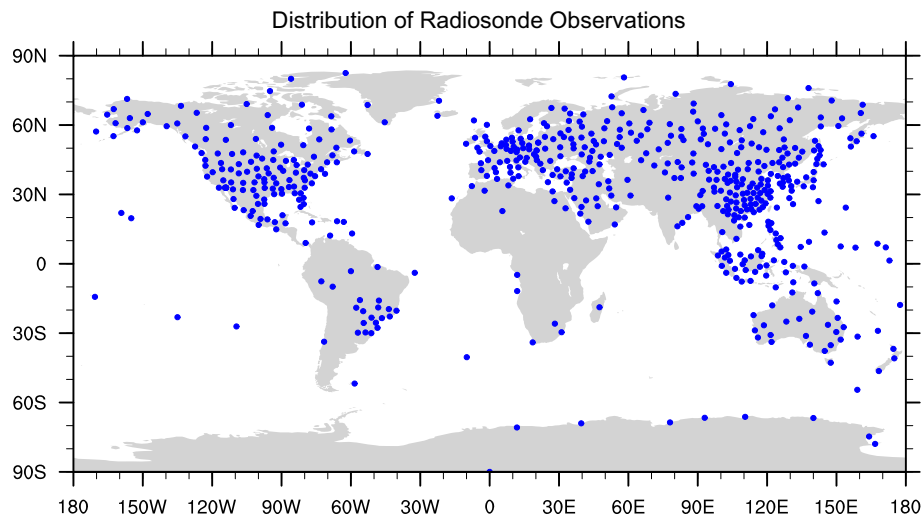 Distribution of Radiosonde Observations
90N
60N
30N
0
30S
60S
90S
180 150W 120W 90W 60W 30W 0 30E 60E 90E 120E 150E 180